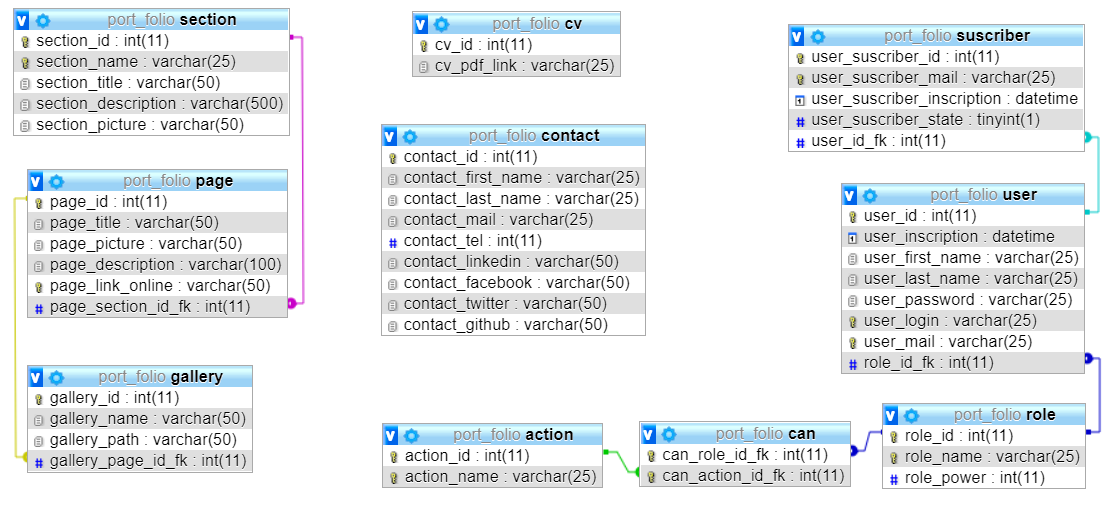 port_folio section
section_id : int(11)
section_name : varchar(25)
section_title : varchar(50)
section_description : varchar(500)
section_picture : varchar(50)
port_folio page
page_id : int(11)
page_title : varchar(50)
page_picture : varchar(50)
page_description : varchar(100)
page_link_online : varchar(50)
page_section_id_fk : int(11)
port_folio gallery
gallery_id : int(11)
gallery_name : varchar(50)
gallery_path : varchar(50)
gallery_page_id_fk : int(11)
port_folio cv
cv_id : int(11)
cv_pdf_link : varchar(25)
port_folio contact
contact_id : int(11)
contact_first_name : varchar(25)
contact_last_name : varchar(25)
contact_mail : varchar(25)
contact_tel : int(11)
contact_linkedin : varchar(50)
contact_facebook : varchar(50)
contact_twitter : varchar(50)
contact_github : varchar(50)
port_folio action
action_id : int(11)
action_name : varchar(25)
port_folio can
can_role_id_fk : int(11)
can_action_id_fk : int(11)
port_folio suscriber
user_suscriber_id : int(11)
user_suscriber_mail : varchar(25)
user_suscriber_inscription : datetime
user_suscriber_state : tinyint(1)
user_id_fk : int(11)
port_folio user
user_id : int(11)
user_inscription : datetime
user_first_name : varchar(25)
user_last_name : varchar(25)
user_password : varchar(25)
user_login : varchar(25)
user_mail : varchar(25)
role_id_fk : int(11)
port_folio role
role_id : int(11)
role_name : varchar(25)
role_power : int(11)